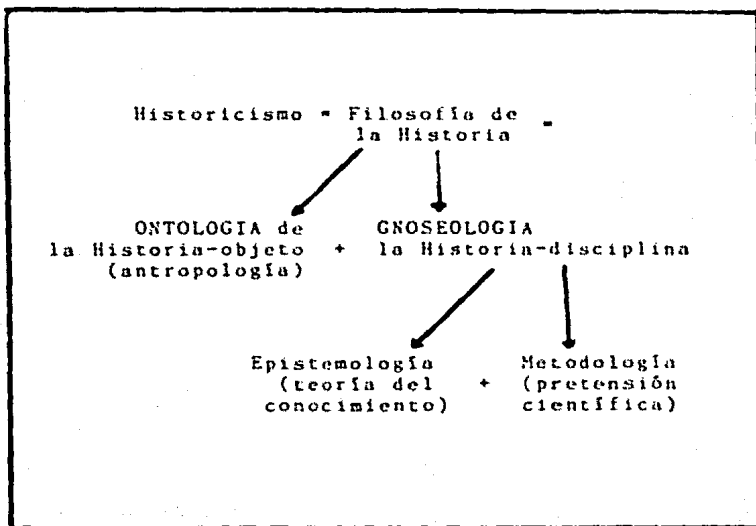 Historicismo = Filosofía de =
la Historia
ONTOLOGIA de GNOSEOLOGIA
la Historia-objeto + la Historia-disciplina
(antropología)
Epistemología Metodología
(teoría del + (pretensión
conocimiento) científica)